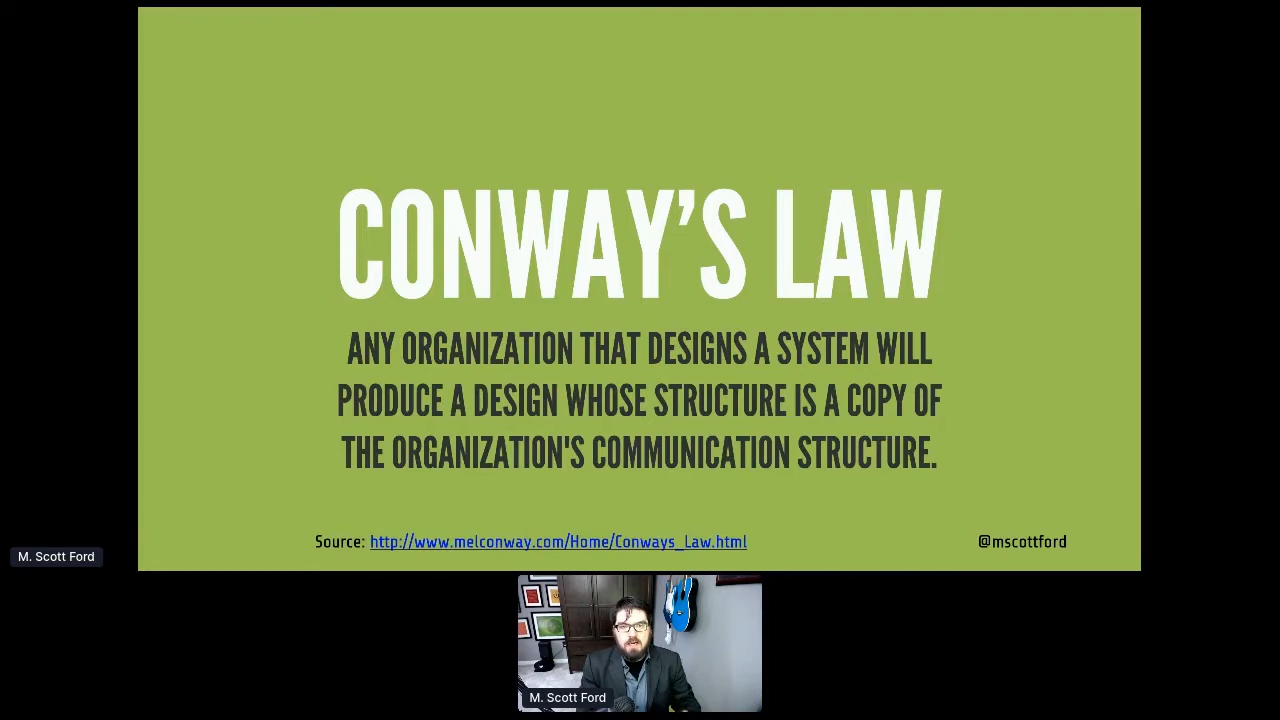 CONWAY’S LAW
ANY ORGANIZATION THAT DESIGNS A SYSTEM WILL
PRODUCE A DESIGN WHOSE STRUCTURE IS A COPY OF
THE ORGANIZATION'S COMMUNICATION STRUCTURE.
Source: http://www.melconway.com/Home/Conways_Law.html
@mscottford
M. Scott Ford
M. Scott Ford